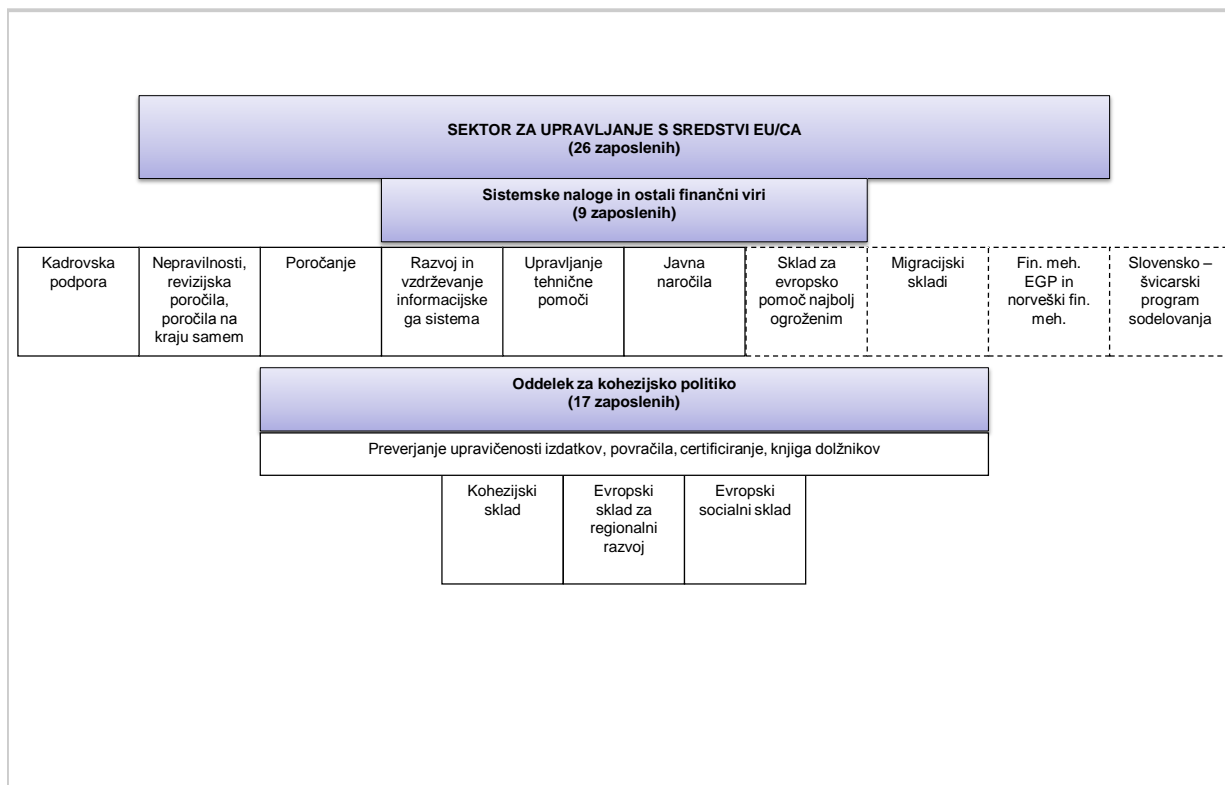 SEKTOR ZA UPRAVLJANJE S SREDSTVI EU/CA
(26 zaposlenih)
Sistemske naloge in ostali finančni viri
(9 zaposlenih)
Kadrovska
podpora
Nepravilnosti,
revizijska
poročila,
poročila na
kraju samem
Poročanje
Razvoj in
vzdrževanje
informacijske
ga sistema
Upravljanje
tehnične
pomoči
Javna
naročila
Sklad za
evropsko
pomoč najbolj
ogroženim
Migracijski
skladi
Fin. meh.
EGP in
norveški fin.
meh.
Slovensko –
švicarski
program
sodelovanja
Oddelek za kohezijsko politiko
(17 zaposlenih)
Preverjanje upravičenosti izdatkov, povračila, certificiranje, knjiga dolžnikov
Kohezijski
sklad
Evropski
sklad za
regionalni
razvoj
Evropski
socialni sklad